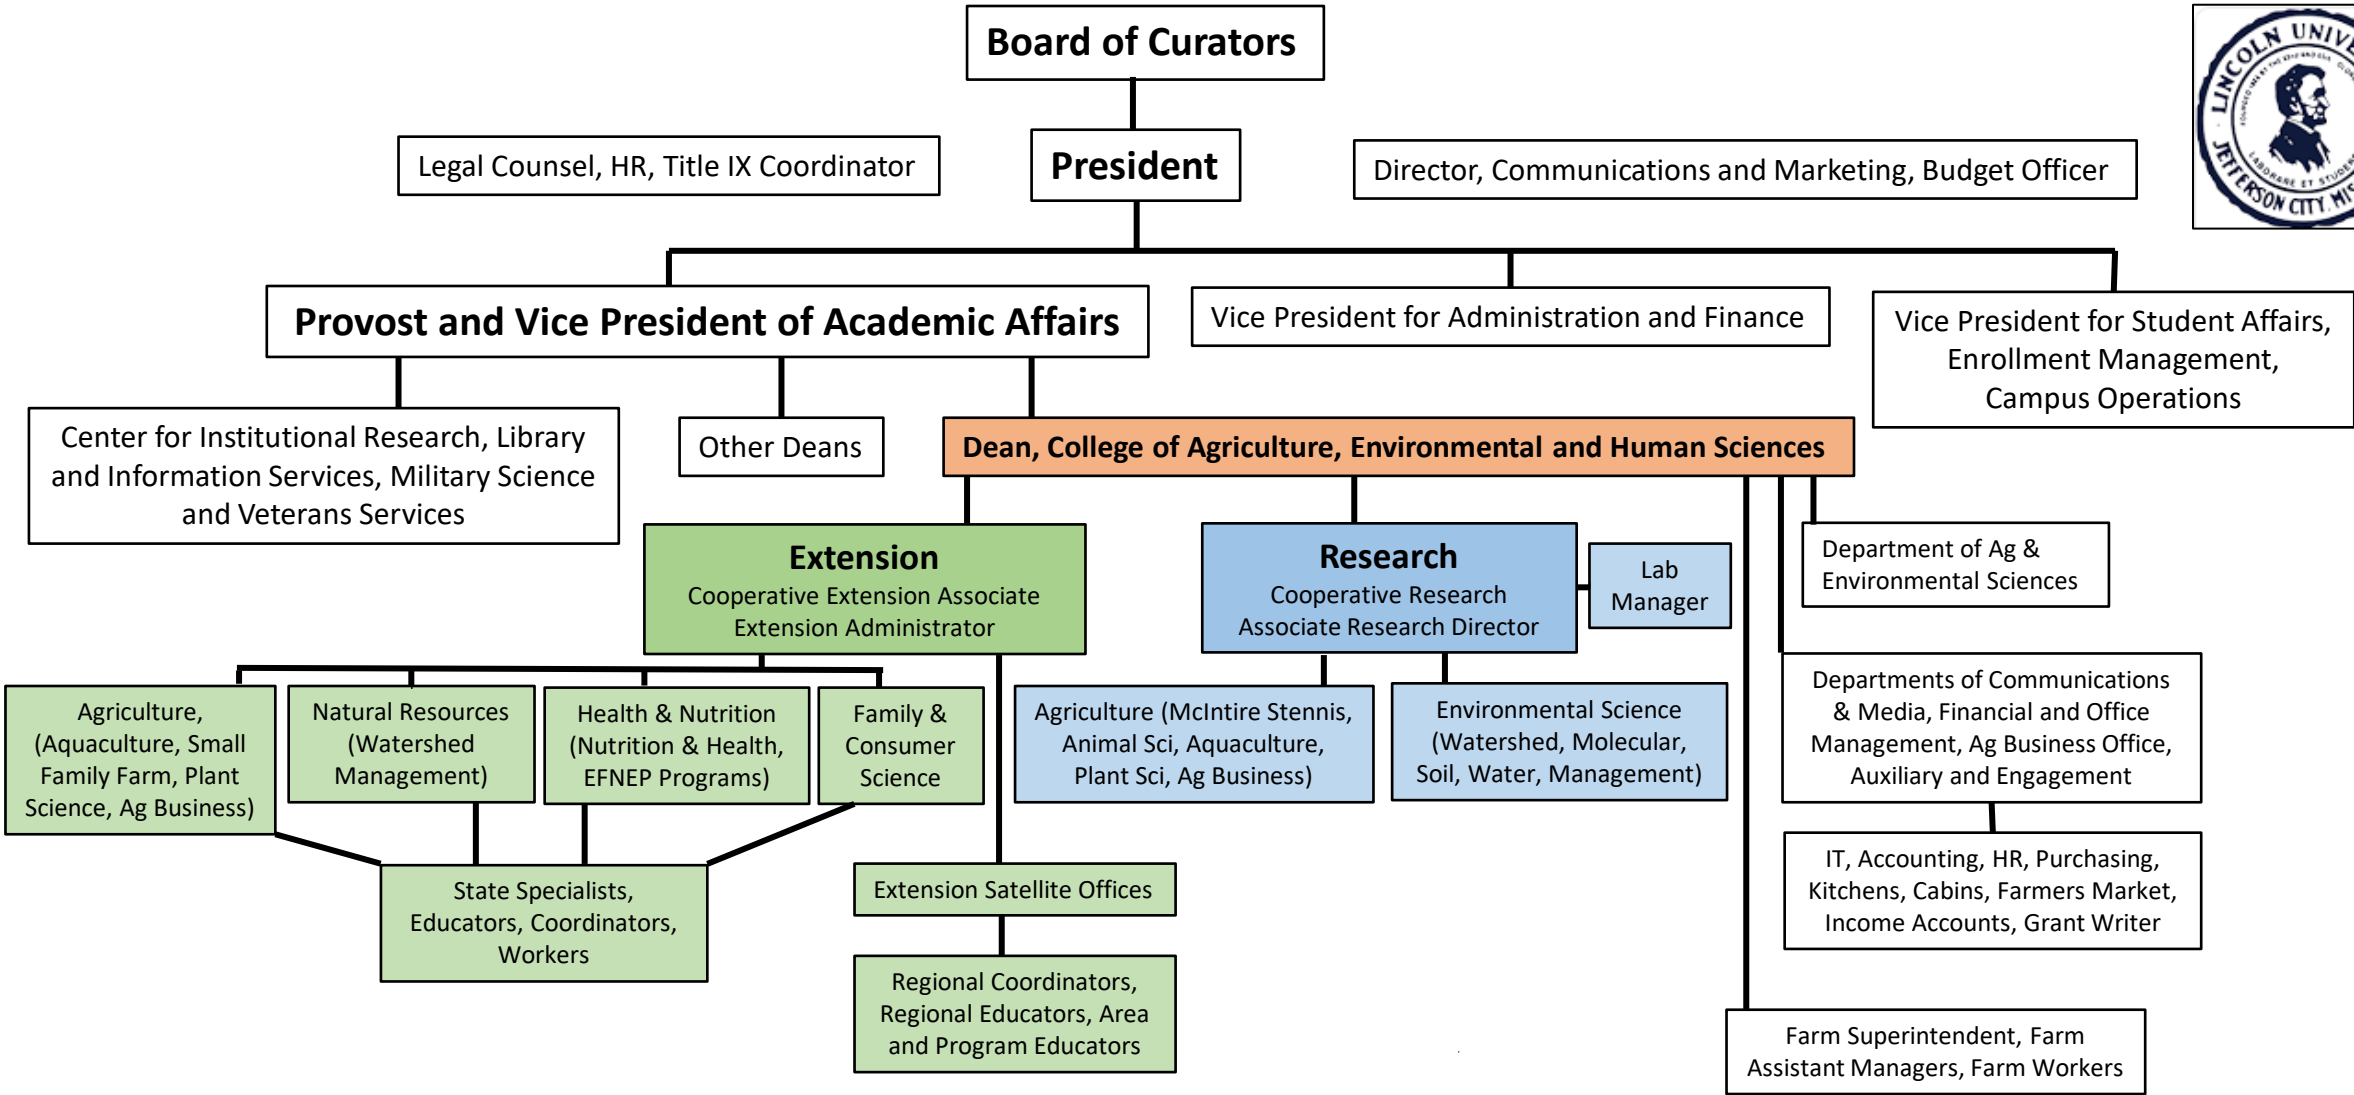 Board of Curators
LINCOLN UNIVE
JEFFERSON CITY, MIS
LABORARE ET STUDERE
Legal Counsel, HR, Title IX Coordinator
President
Director, Communications and Marketing, Budget Officer
Provost and Vice President of Academic Affairs
Vice President for Administration and Finance
Vice President for Student Affairs,
Enrollment Management,
Campus Operations
Center for Institutional Research, Library
and Information Services, Military Science
and Veterans Services
Other Deans
Dean, College of Agriculture, Environmental and Human Sciences
Extension
Cooperative Extension Associate
Extension Administrator
Research
Cooperative Research
Associate Research Director
Lab
Manager
Department of Ag &
Environmental Sciences
Agriculture,
(Aquaculture, Small
Family Farm, Plant
Science, Ag Business)
Natural Resources
(Watershed
Management)
Health & Nutrition
(Nutrition & Health,
EFNEP Programs)
Family &
Consumer
Science
Agriculture (McIntire Stennis,
Animal Sci, Aquaculture,
Plant Sci, Ag Business)
Environmental Science
(Watershed, Molecular,
Soil, Water, Management)
Departments of Communications
& Media, Financial and Office
Management, Ag Business Office,
Auxiliary and Engagement
State Specialists,
Educators, Coordinators,
Workers
Extension Satellite Offices
Regional Coordinators,
Regional Educators, Area
and Program Educators
IT, Accounting, HR, Purchasing,
Kitchens, Cabins, Farmers Market,
Income Accounts, Grant Writer
Farm Superintendent, Farm
Assistant Managers, Farm Workers